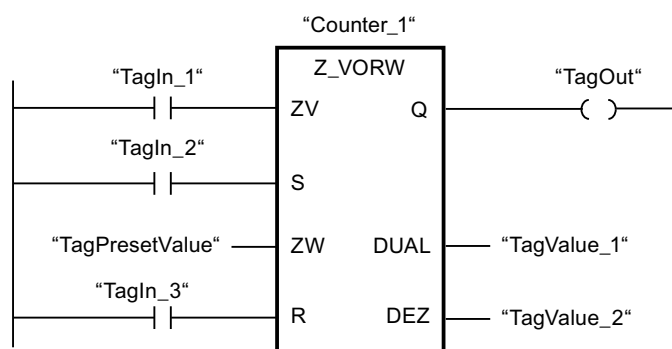 “Counter_1“
Z_VORW
“TagIn_1“
“TagOut“
ZV
Q
“TagIn_2“
S
“TagPresetValue“
ZW
DUAL
“TagValue_1“
“TagIn_3“
R
DEZ
“TagValue_2“